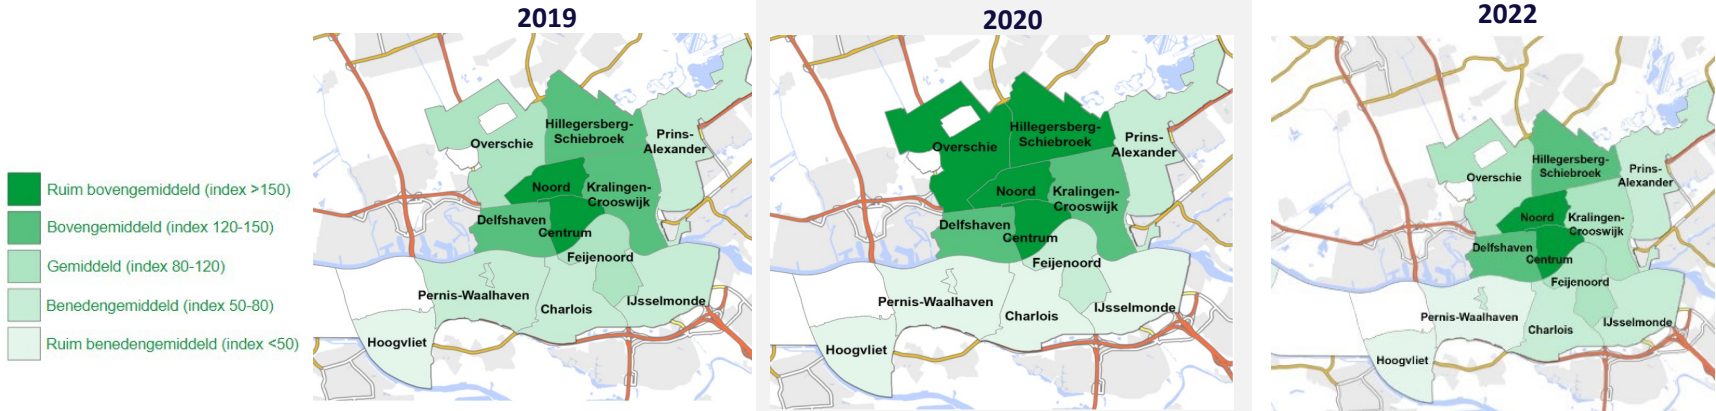 2019
2020
2022
Ruim bovengemiddeld (index >150)
Bovengemiddeld (index 120-150)
Gemiddeld (index 80-120)
Benedengemiddeld (index 50-80)
Ruim benedengemiddeld (index <50)
Hillegersberg-
Schiebroek
Overschie
Prins-
Alexander
Noord
Kralingen-
Crooswijk
Delfshaven
Centrum
Feijenoord
Pernis-Waalhaven
IJsselmonde
Charlois
Hoogvliet
Hillegersberg-
Schiebroek
Overschie
Prins-
Alexander
Noord
Kralingen-
Crooswijk
Delfshaven
Centrum
Feijenoord
Pernis-Waalhaven
IJsselmonde
Charlois
Hoogvliet
Hillegersberg-
Schiebroek
Overschie
Prins-
Alexander
Noord
Kralingen-
Crooswijk
Delfshaven
Centrum
Feijenoord
Pernis-Waalhaven
IJsselmonde
Charlois
Hoogvliet